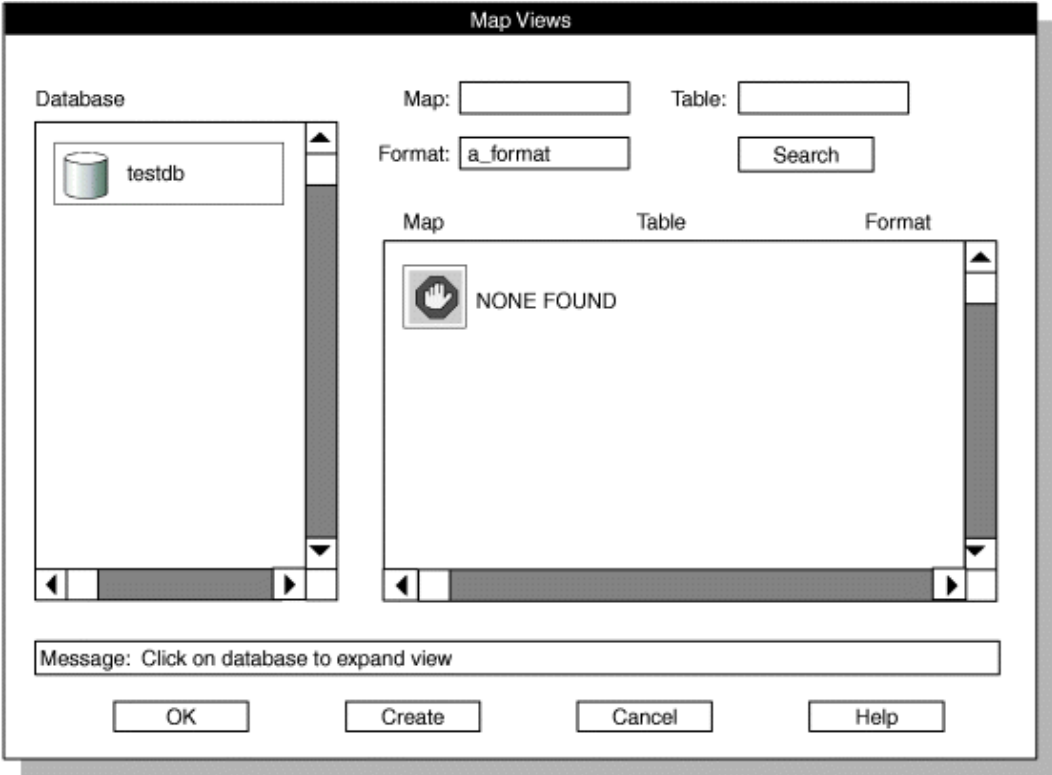 Map Views
Database
Map:
Table:
Format: a_format
Search
testdb
Map Table Format
NONE FOUND
Message: Click on database to expand view
OK Create Cancel Help